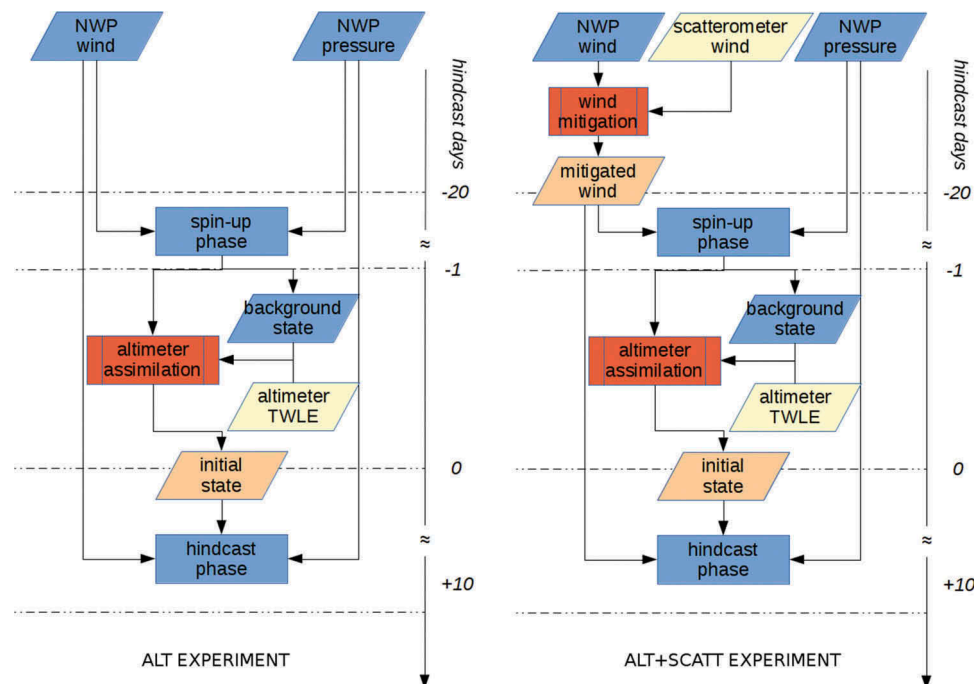 NWP
wind
NWP
pressure
hindcast days
-20
spin-up
phase
≈
-1
background
state
altimeter
assimilation
altimeter
TWLE
initial
state
0
hindcast
phase
≈
+10
ALT EXPERIMENT
NWP
wind
scatterometer
wind
NWP
pressure
hindcast days
wind
mitigation
mitigated
wind
-20
spin-up
phase
≈
-1
background
state
altimeter
assimilation
altimeter
TWLE
initial
state
0
hindcast
phase
≈
+10
ALT+SCATT EXPERIMENT